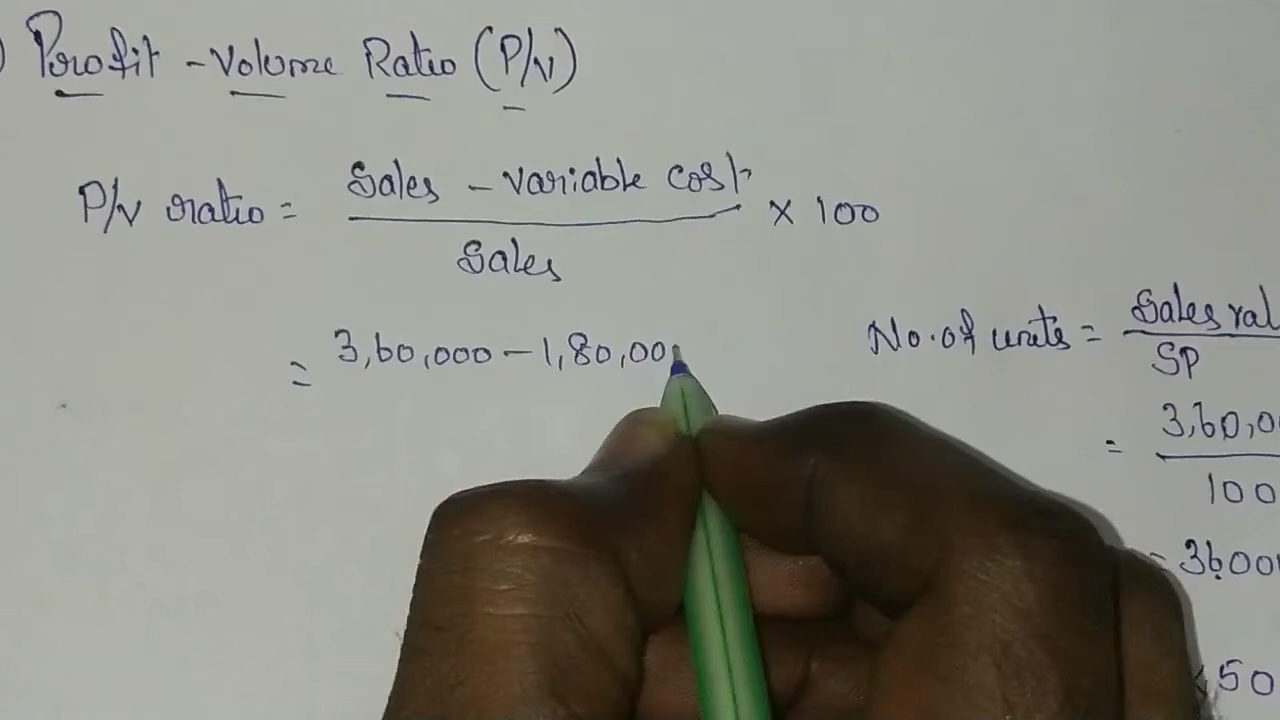 ) Profit - Volume Ratio (P/V)
P/V ratio = Sales - Variable cost / Sales × 100
= 3,60,000 - 1,80,000
No. of units = Sales val / SP
= 3,60,0 / 100
= 3600
× 50